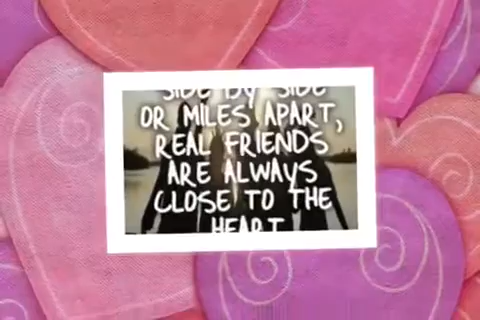 SIDE BY SIDE
OR MILES APART,
REAL FRIENDS
ARE ALWAYS
CLOSE TO THE
HEART